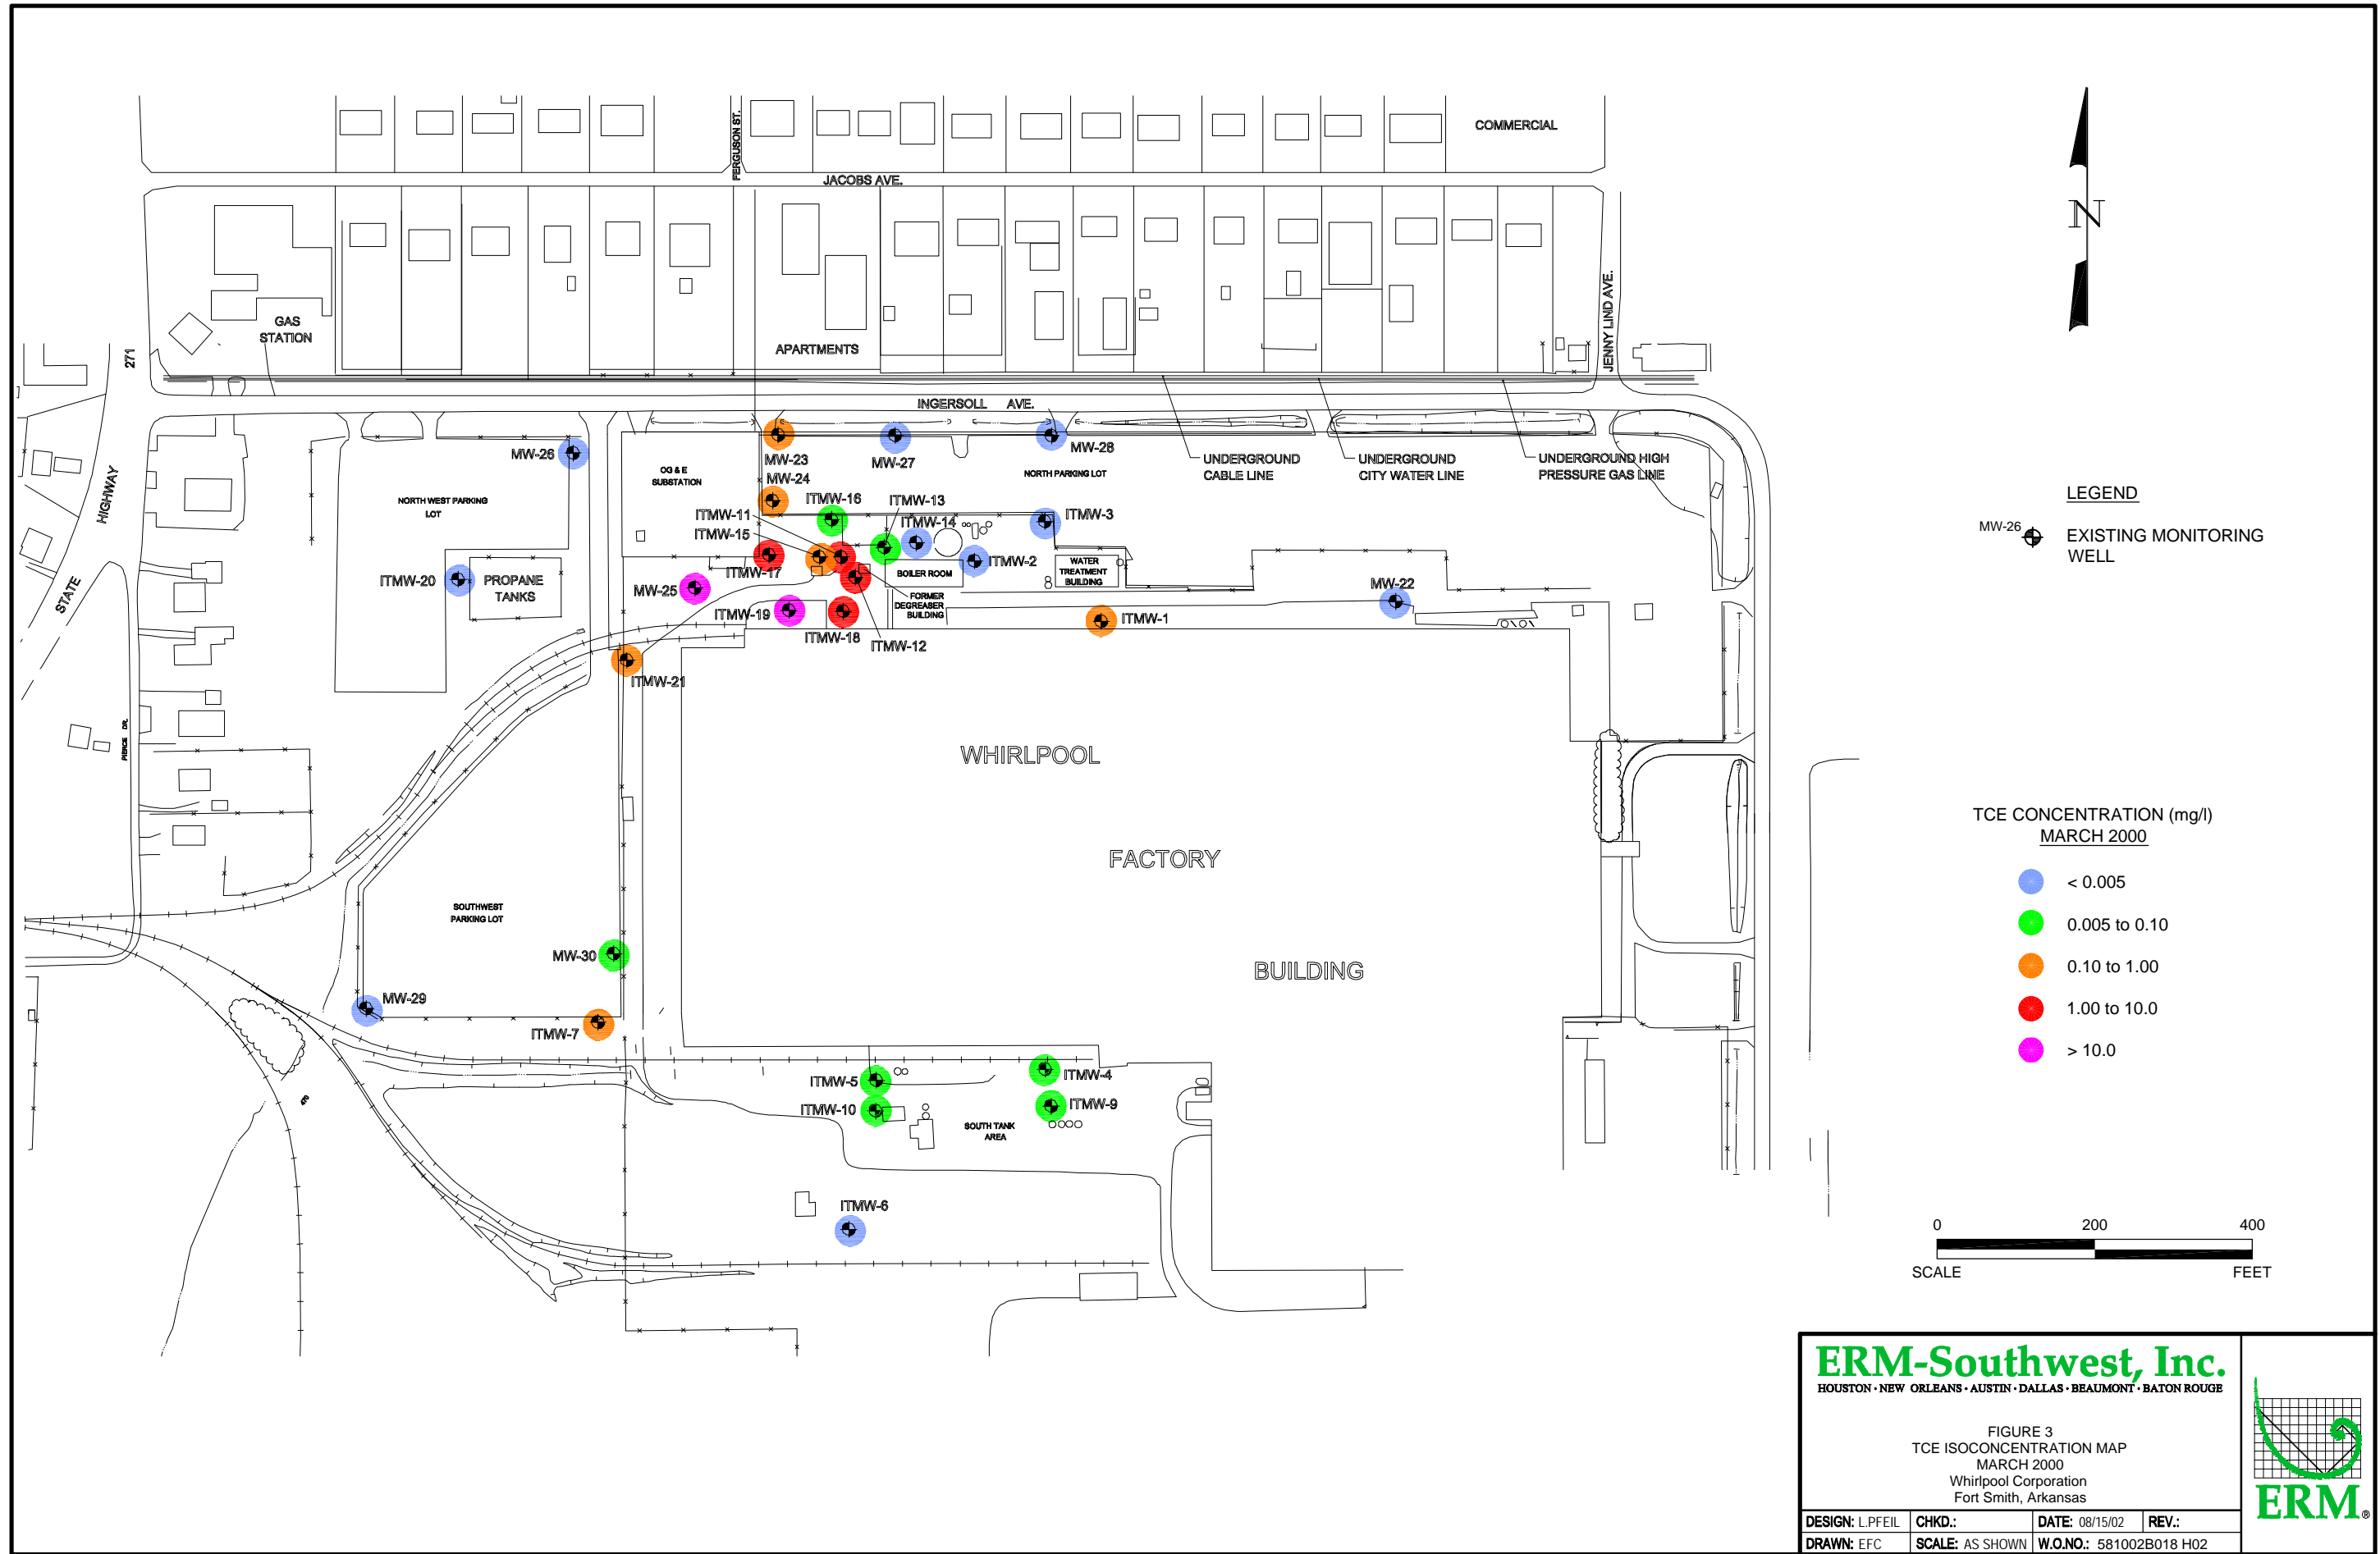 COMMERCIAL
FERGUSON ST.
JACOBS AVE.
N
GAS
STATION
271
APARTMENTS
JENNY LIND AVE.
INGERSOLL AVE.
MW-26
MW-23
MW-27
MW-28
OG & E
SUBSTATION
MW-24
NORTH PARKING LOT
UNDERGROUND
CABLE LINE
UNDERGROUND
CITY WATER LINE
UNDERGROUND HIGH
PRESSURE GAS LINE
HIGHWAY
STATE
NORTH WEST PARKING
LOT
ITMW-16
ITMW-13
ITMW-11
ITMW-14
ITMW-3
ITMW-15
ITMW-17
ITMW-2
BOILER ROOM
WATER
TREATMENT
BUILDING
ITMW-20
PROPANE
TANKS
MW-25
MW-22
FORMER
DEGREASER
BUILDING
ITMW-19
ITMW-18
ITMW-12
ITMW-1
ITMW-21
PIERCE DR.
WHIRLPOOL
FACTORY
BUILDING
SOUTHWEST
PARKING LOT
MW-30
MW-29
ITMW-7
ITMW-5
ITMW-4
ITMW-10
ITMW-9
SOUTH TANK
AREA
470
ITMW-6
LEGEND
MW-26
EXISTING MONITORING
WELL
TCE CONCENTRATION (mg/l)
MARCH 2000
< 0.005
0.005 to 0.10
0.10 to 1.00
1.00 to 10.0
> 10.0
0 200 400
SCALE FEET
ERM-Southwest, Inc.
HOUSTON · NEW ORLEANS · AUSTIN · DALLAS · BEAUMONT · BATON ROUGE
FIGURE 3
TCE ISOCONCENTRATION MAP
MARCH 2000
Whirlpool Corporation
Fort Smith, Arkansas
ERM®
DESIGN: L.PFEIL CHKD.: DATE: 08/15/02 REV.:
DRAWN: EFC SCALE: AS SHOWN W.O.NO.: 581002B018 H02